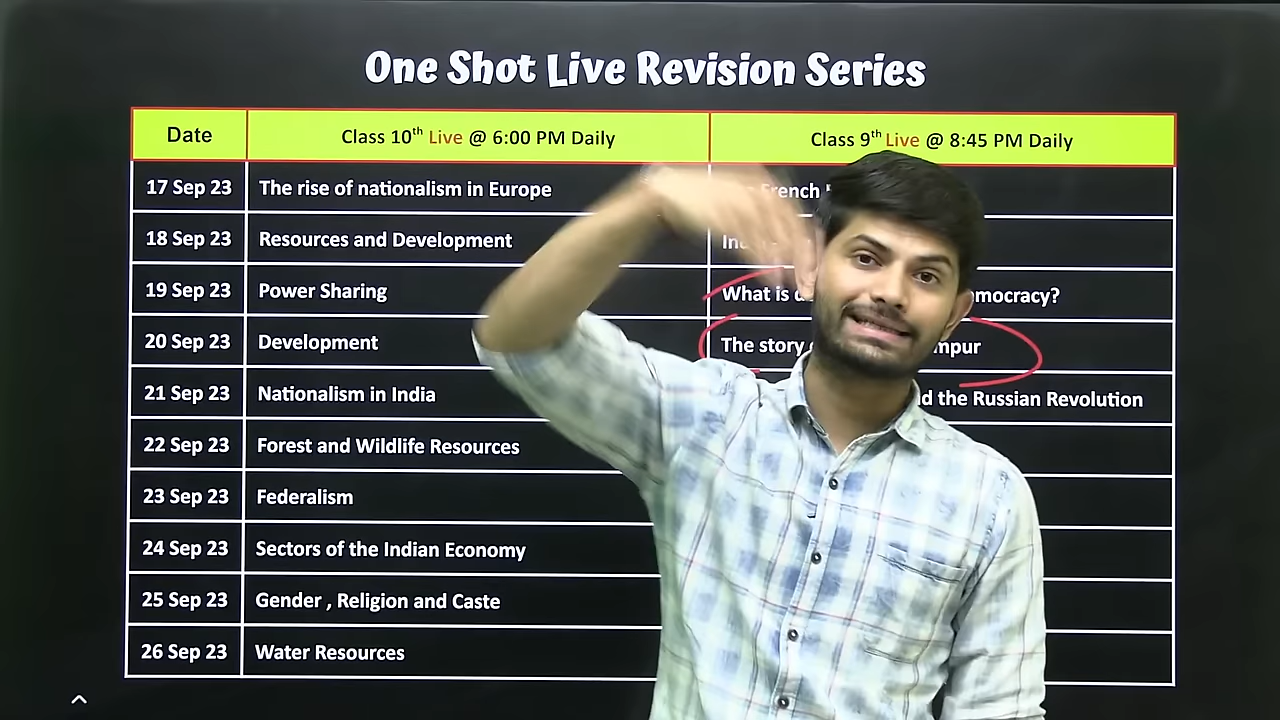 One Shot Live Revision Series
Date Class 10th Live @ 6:00 PM Daily Class 9th Live @ 8:45 PM Daily
17 Sep 23 The rise of nationalism in Europe French
18 Sep 23 Resources and Development
19 Sep 23 Power Sharing What is
20 Sep 23 Development The story
21 Sep 23 Nationalism in India the Russian Revolution
22 Sep 23 Forest and Wildlife Resources
23 Sep 23 Federalism
24 Sep 23 Sectors of the Indian Economy
25 Sep 23 Gender , Religion and Caste
26 Sep 23 Water Resources